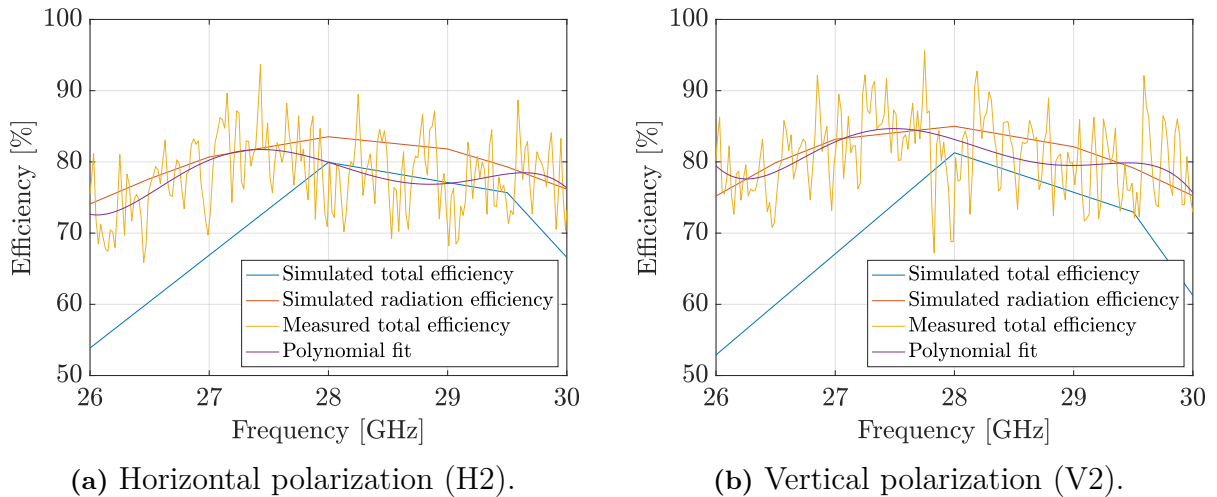 100
90
80
70
60
50
Efficiency [%]
Simulated total efficiency
Simulated radiation efficiency
Measured total efficiency
Polynomial fit
26 27 28 29 30
Frequency [GHz]
(a) Horizontal polarization (H2).
100
90
80
70
60
50
Efficiency [%]
Simulated total efficiency
Simulated radiation efficiency
Measured total efficiency
Polynomial fit
26 27 28 29 30
Frequency [GHz]
(b) Vertical polarization (V2).